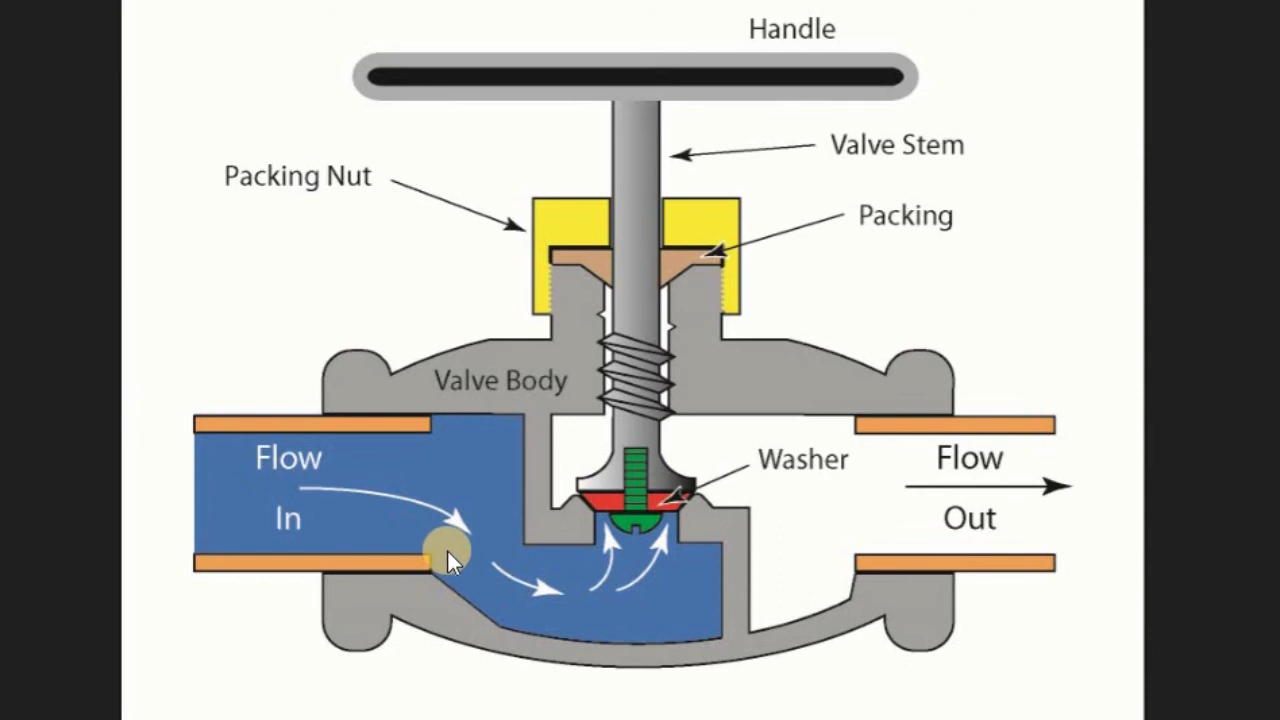 Handle
Valve Stem
Packing Nut
Packing
Valve Body
Washer
Flow
In
Flow
Out